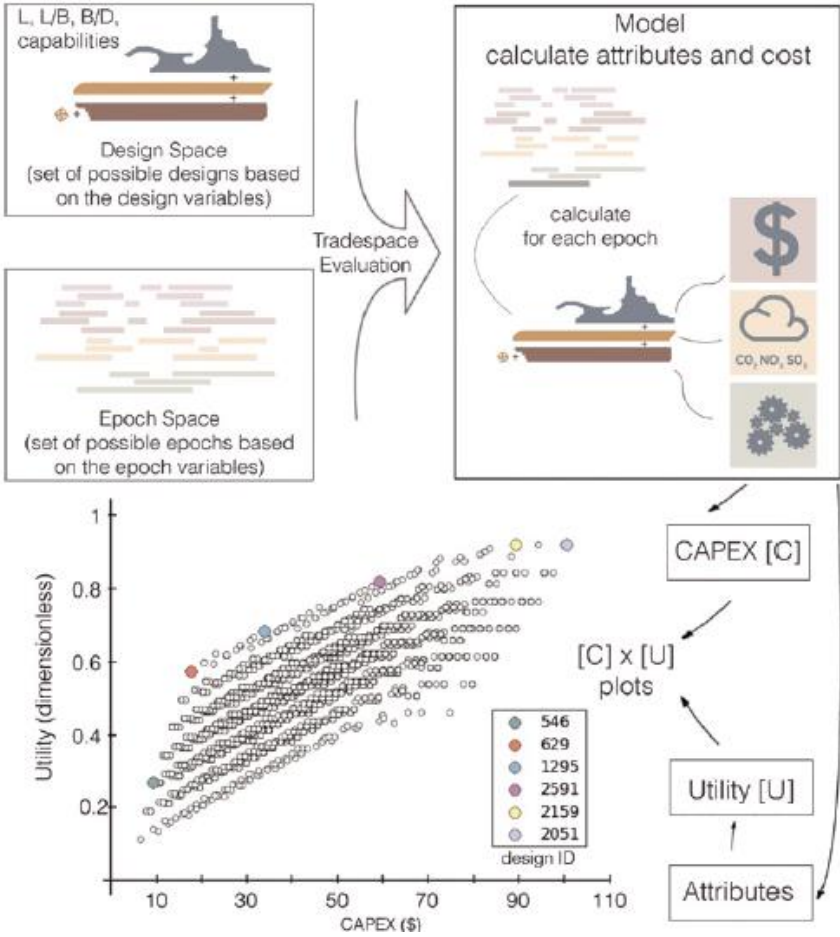 L, L/B, B/D,
capabilities
Design Space
(set of possible designs based
on the design variables)
Epoch Space
(set of possible epochs based
on the epoch variables)
Tradespace
Evaluation
Model
calculate attributes and cost
calculate
for each epoch
$
CO₂ NOₓ SOₓ
CAPEX [C]
[C] x [U]
plots
Utility [U]
Attributes
Utility (dimensionless)
1
0.8
0.6
0.4
0.2
10 30 50 70 90 110
CAPEX ($)
546
629
1295
2591
2159
2051
design ID